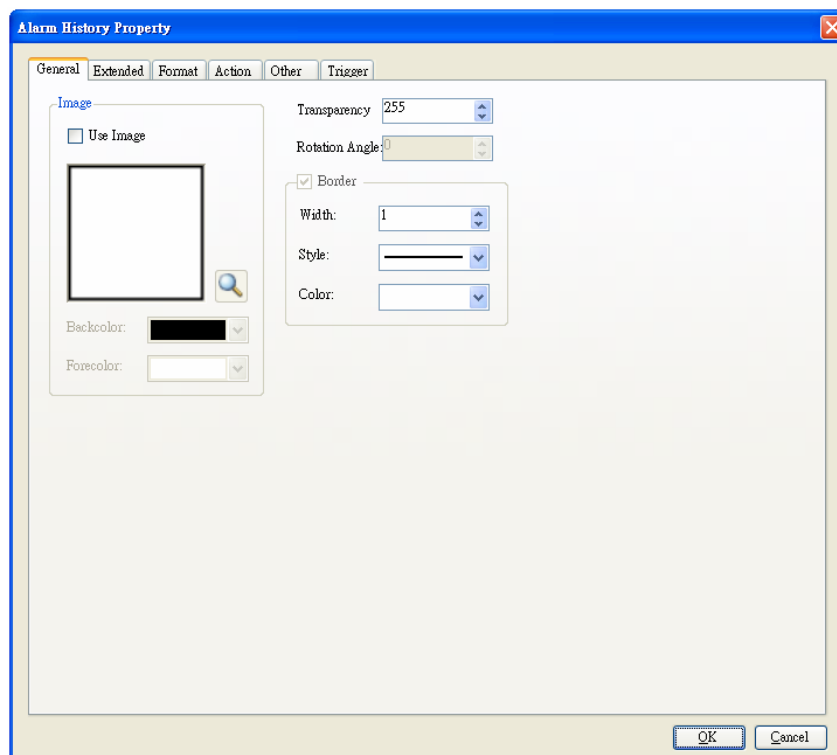 Alarm History Property
General Extended Format Action Other Trigger
Image
Use Image
Backcolor:
Forecolor:
Transparency 255
Rotation Angle: 0
Border
Width: 1
Style:
Color:
OK Cancel